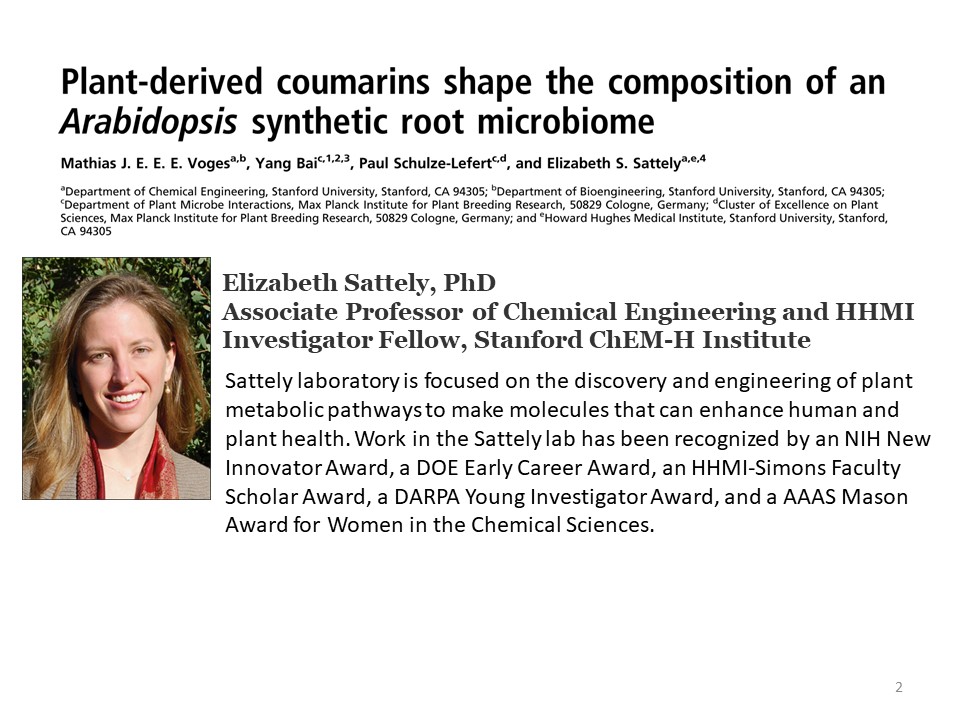 Plant-derived coumarins shape the composition of an
Arabidopsis synthetic root microbiome
Mathias J. E. E. E. Voges^a,b, Yang Bai^c,1,2,3, Paul Schulze-Lefert^c,d, and Elizabeth S. Sattely^a,e,4
^aDepartment of Chemical Engineering, Stanford University, Stanford, CA 94305; ^bDepartment of Bioengineering, Stanford University, Stanford, CA 94305;
^cDepartment of Plant Microbe Interactions, Max Planck Institute for Plant Breeding Research, 50829 Cologne, Germany; ^dCluster of Excellence on Plant
Sciences, Max Planck Institute for Plant Breeding Research, 50829 Cologne, Germany; and ^eHoward Hughes Medical Institute, Stanford University, Stanford,
CA 94305
Elizabeth Sattely, PhD
Associate Professor of Chemical Engineering and HHMI
Investigator Fellow, Stanford ChEM-H Institute
Sattely laboratory is focused on the discovery and engineering of plant
metabolic pathways to make molecules that can enhance human and
plant health. Work in the Sattely lab has been recognized by an NIH New
Innovator Award, a DOE Early Career Award, an HHMI-Simons Faculty
Scholar Award, a DARPA Young Investigator Award, and a AAAS Mason
Award for Women in the Chemical Sciences.
2